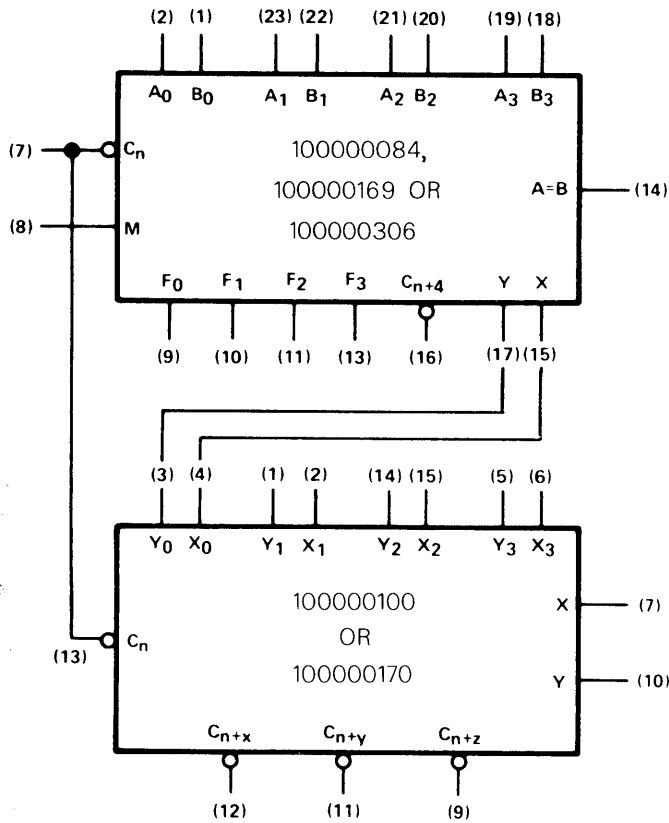 (2) (1) (23) (22) (21) (20) (19) (18)
A0 B0 A1 B1 A2 B2 A3 B3
(7) Cn 100000084,
100000169 OR A=B (14)
(8) M 100000306
F0 F1 F2 F3 Cn+4 Y X
(9) (10) (11) (13) (16) (17) (15)
(3) (4) (1) (2) (14) (15) (5) (6)
Y0 X0 Y1 X1 Y2 X2 Y3 X3
100000100 X (7)
(13) Cn OR
100000170 Y (10)
Cn+x Cn+y Cn+z
(12) (11) (9)